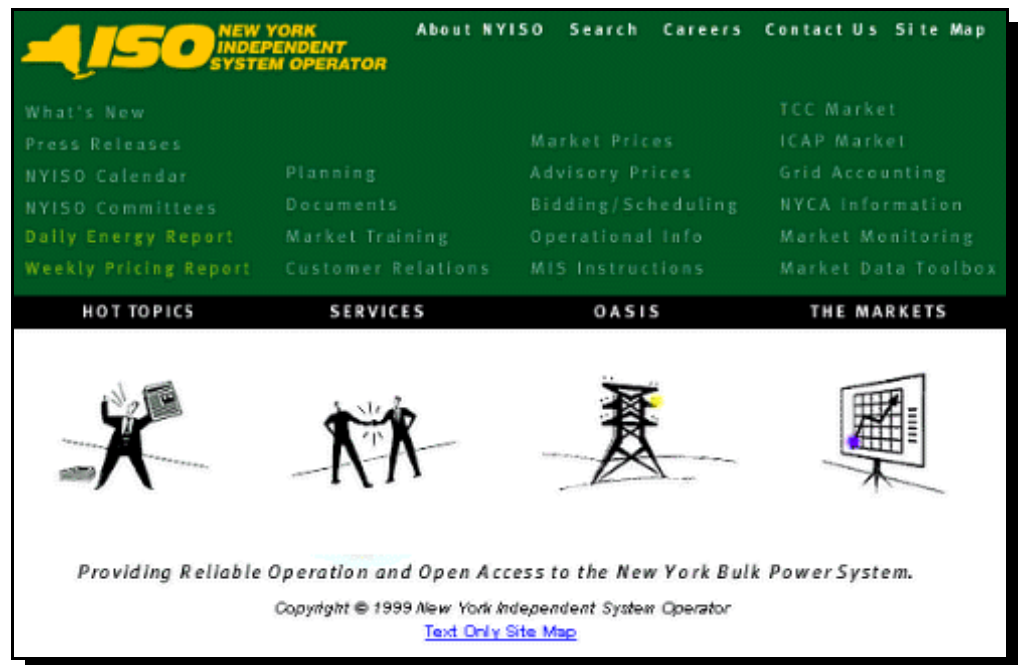 ISO NEW YORK
INDEPENDENT
SYSTEM OPERATOR
About NYISO Search Careers Contact Us Site Map
What's New
Press Releases
NYISO Calendar
NYISO Committees
Daily Energy Report
Weekly Pricing Report
Planning
Documents
Market Training
Customer Relations
Market Prices
Advisory Prices
Bidding/Scheduling
Operational Info
MIS Instructions
TCC Market
ICAP Market
Grid Accounting
NYCA Information
Market Monitoring
Market Data Toolbox
HOT TOPICS SERVICES OASIS THE MARKETS
Providing Reliable Operation and Open Access to the New York Bulk Power System.
Copyright © 1999 New York Independent System Operator
Text Only Site Map